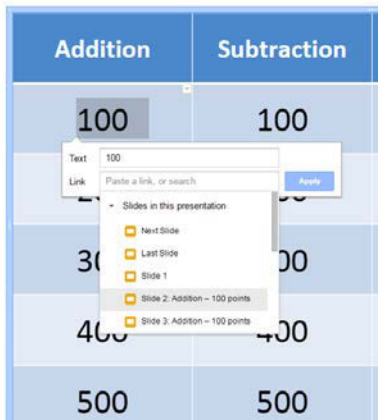 Addition Subtraction
100 100
Text 100
Link Paste a link, or search Apply
Slides in this presentation
Next Slide
Last Slide
Slide 1
Slide 2: Addition – 100 points
Slide 3: Addition – 100 points
500 500